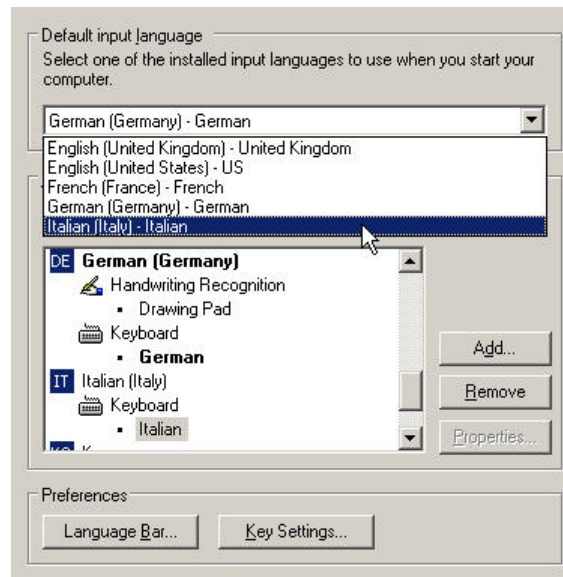 Default input language
Select one of the installed input languages to use when you start your
computer.
German (Germany) - German
English (United Kingdom) - United Kingdom
English (United States) - US
French (France) - French
German (Germany) - German
Italian (Italy) - Italian
DE German (Germany)
Handwriting Recognition
Drawing Pad
Keyboard
German
IT Italian (Italy)
Keyboard
Italian
Add...
Remove
Properties...
Preferences
Language Bar...
Key Settings...